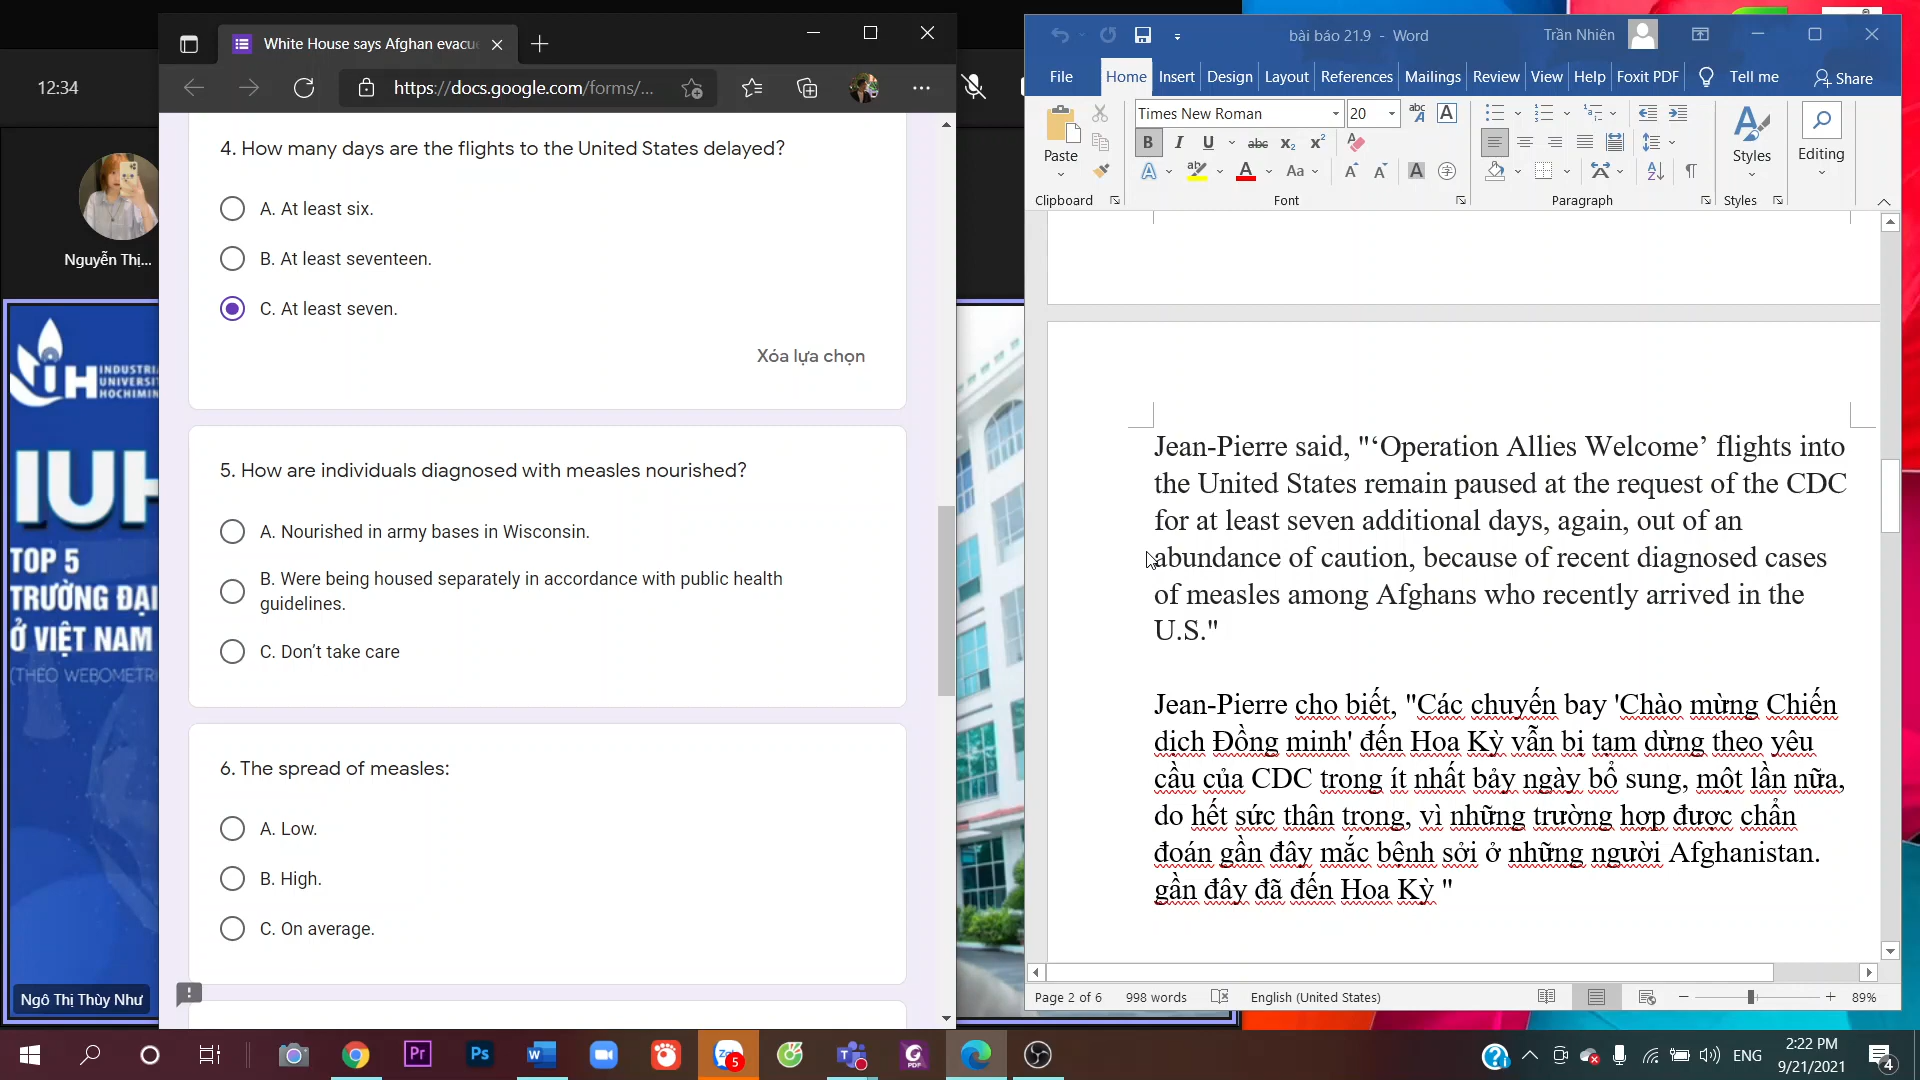 White House says Afghan evacue
12:34
https://docs.google.com/forms/...
Nguyễn Thị...
INDUSTRIA
UNIVERSIT
HOCHIMIN
IUH
TOP 5
TRƯỜNG ĐẠI
Ở VIỆT NAM
(THEO WEBOMETRI
Ngô Thị Thùy Như
4. How many days are the flights to the United States delayed?
A. At least six.
B. At least seventeen.
C. At least seven.
Xóa lựa chọn
5. How are individuals diagnosed with measles nourished?
A. Nourished in army bases in Wisconsin.
B. Were being housed separately in accordance with public health
guidelines.
C. Don't take care
6. The spread of measles:
A. Low.
B. High.
C. On average.
bài báo 21.9 - Word
Trần Nhiên
File Home Insert Design Layout References Mailings Review View Help Foxit PDF Tell me Share
Times New Roman 20
Paste
Styles
Editing
Clipboard Font Paragraph Styles
Jean-Pierre said, "‘Operation Allies Welcome’ flights into
the United States remain paused at the request of the CDC
for at least seven additional days, again, out of an
abundance of caution, because of recent diagnosed cases
of measles among Afghans who recently arrived in the
U.S."
Jean-Pierre cho biết, "Các chuyến bay 'Chào mừng Chiến
dịch Đồng minh' đến Hoa Kỳ vẫn bị tạm dừng theo yêu
cầu của CDC trong ít nhất bảy ngày bổ sung, một lần nữa,
do hết sức thận trọng, vì những trường hợp được chẩn
đoán gần đây mắc bệnh sởi ở những người Afghanistan.
gần đây đã đến Hoa Kỳ "
Page 2 of 6 998 words English (United States) 89%
ENG
2:22 PM
9/21/2021